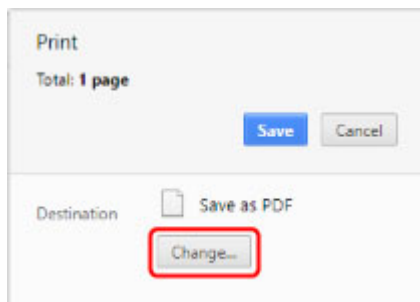 Print
Total: 1 page
Save Cancel
Destination Save as PDF
Change...